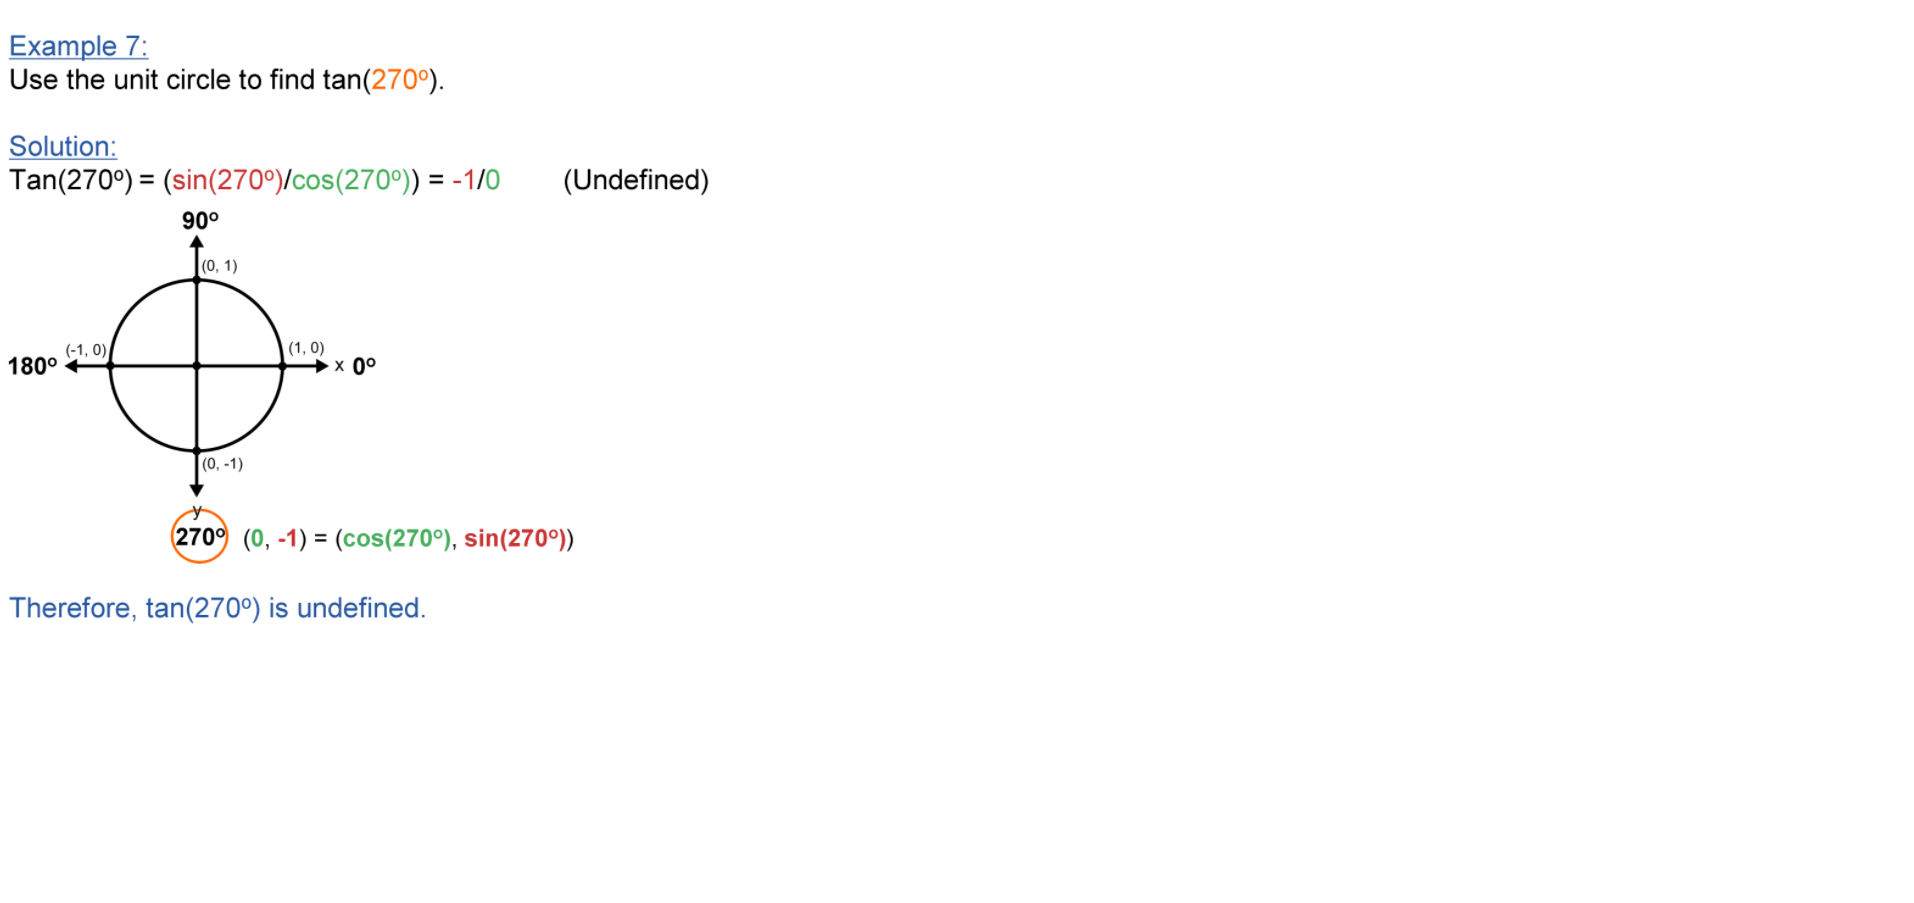 Example 7:
Use the unit circle to find tan(270º).
Solution:
Tan(270º) = (sin(270º)/cos(270º)) = -1/0 (Undefined)
90º
(0, 1)
(-1, 0)
(1, 0)
180º
x 0º
(0, -1)
y
270º (0, -1) = (cos(270º), sin(270º))
Therefore, tan(270º) is undefined.